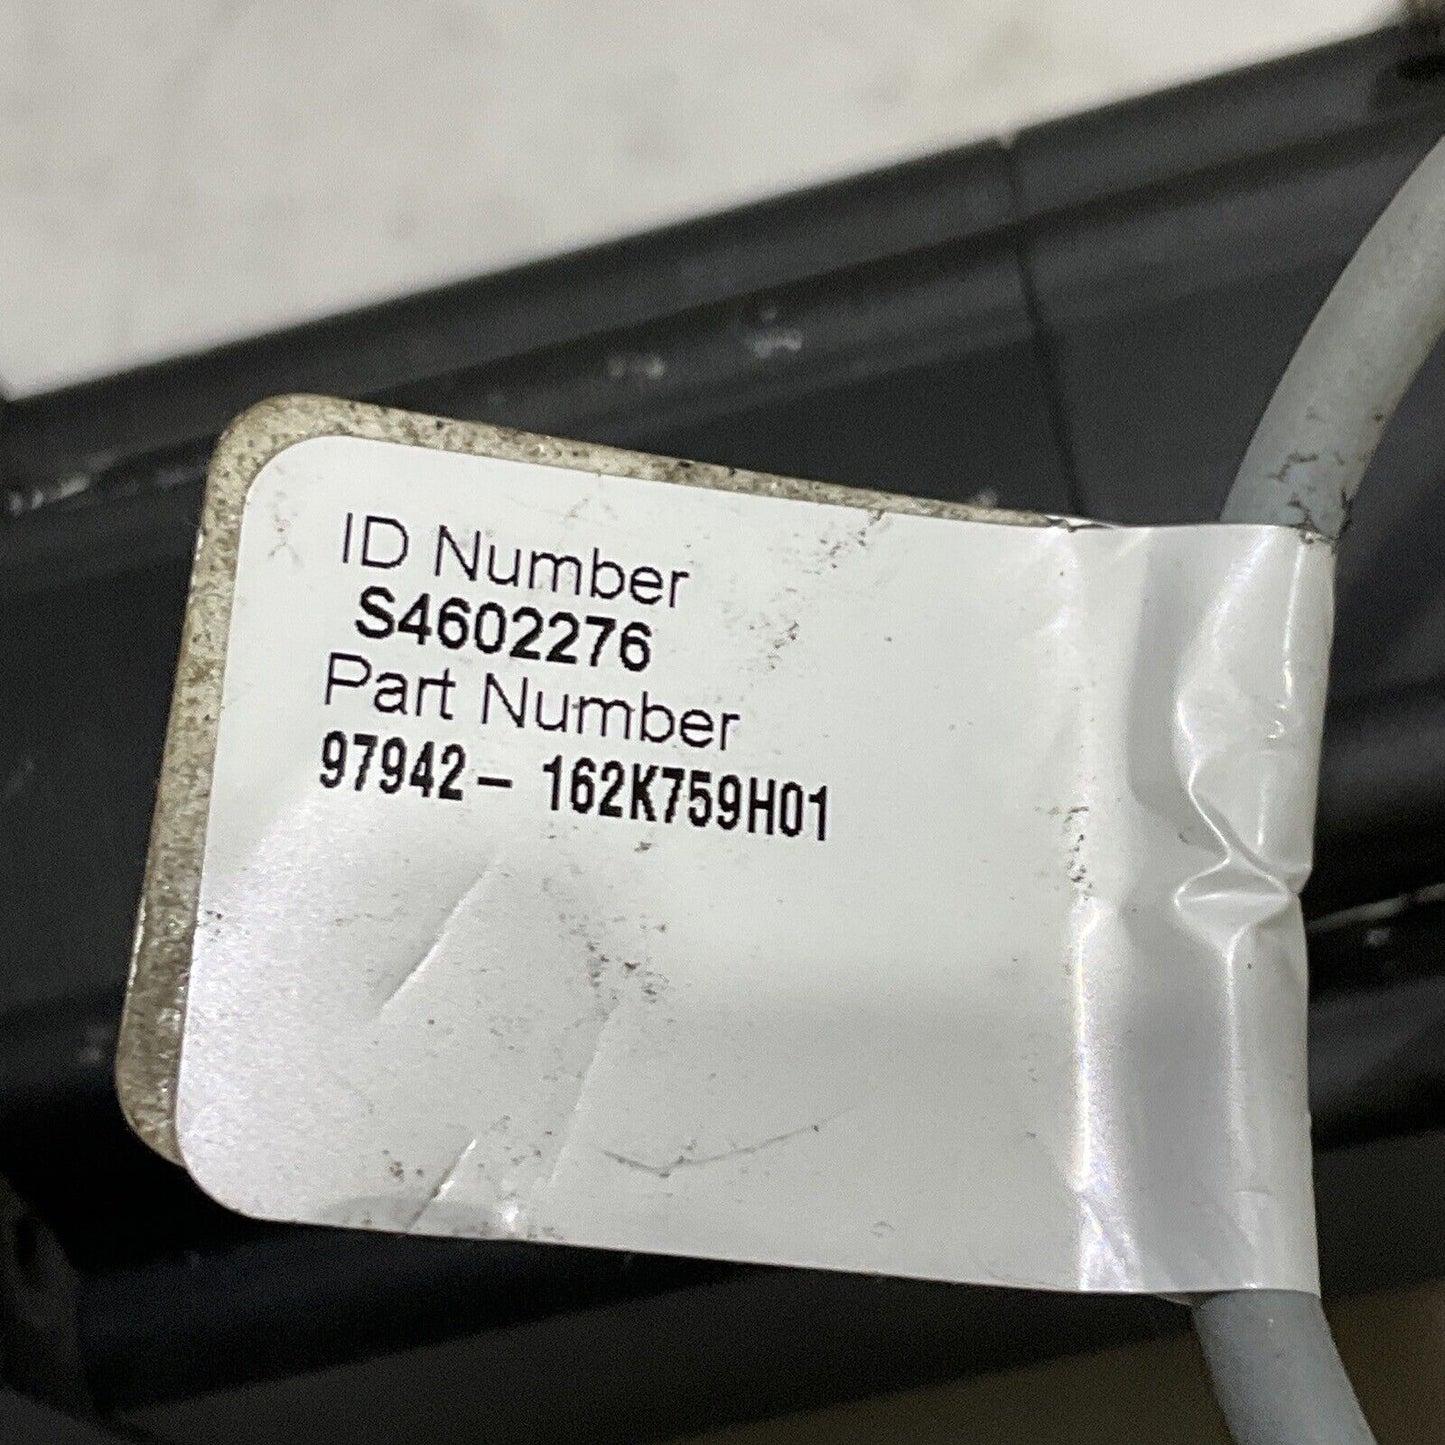 ID Number
S4602276
Part Number
97942- 162K759H01